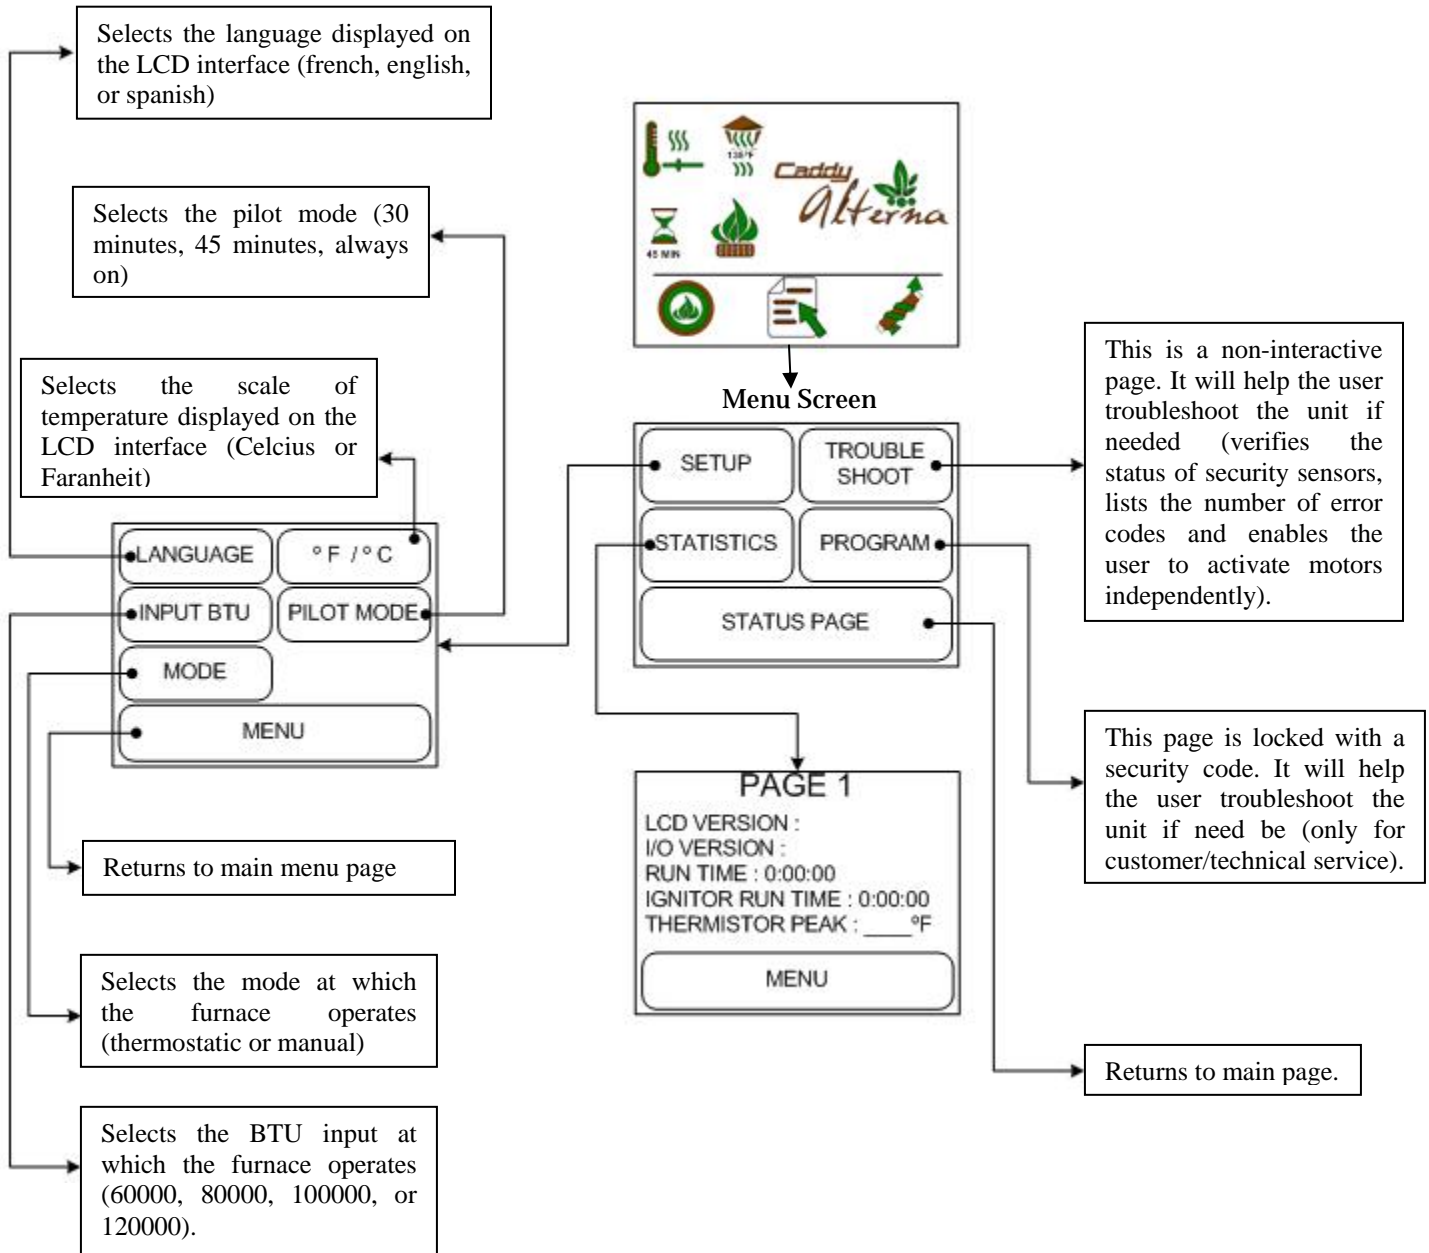 Selects the language displayed on
the LCD interface (french, english,
or spanish)
Selects the pilot mode (30
minutes, 45 minutes, always
on)
Selects the scale of
temperature displayed on the
LCD interface (Celcius or
Faranheit)
LANGUAGE
° F / ° C
INPUT BTU
PILOT MODE
MODE
MENU
Returns to main menu page
Selects the mode at which
the furnace operates
(thermostatic or manual)
Selects the BTU input at
which the furnace operates
(60000, 80000, 100000, or
120000).
135°F
45 MIN
Caddy
Alterna
Menu Screen
SETUP
TROUBLE
SHOOT
STATISTICS
PROGRAM
STATUS PAGE
PAGE 1
LCD VERSION :
I/O VERSION :
RUN TIME : 0:00:00
IGNITOR RUN TIME : 0:00:00
THERMISTOR PEAK : ____°F
MENU
This is a non-interactive
page. It will help the user
troubleshoot the unit if
needed (verifies the
status of security sensors,
lists the number of error
codes and enables the
user to activate motors
independently).
This page is locked with a
security code. It will help
the user troubleshoot the
unit if need be (only for
customer/technical service).
Returns to main page.